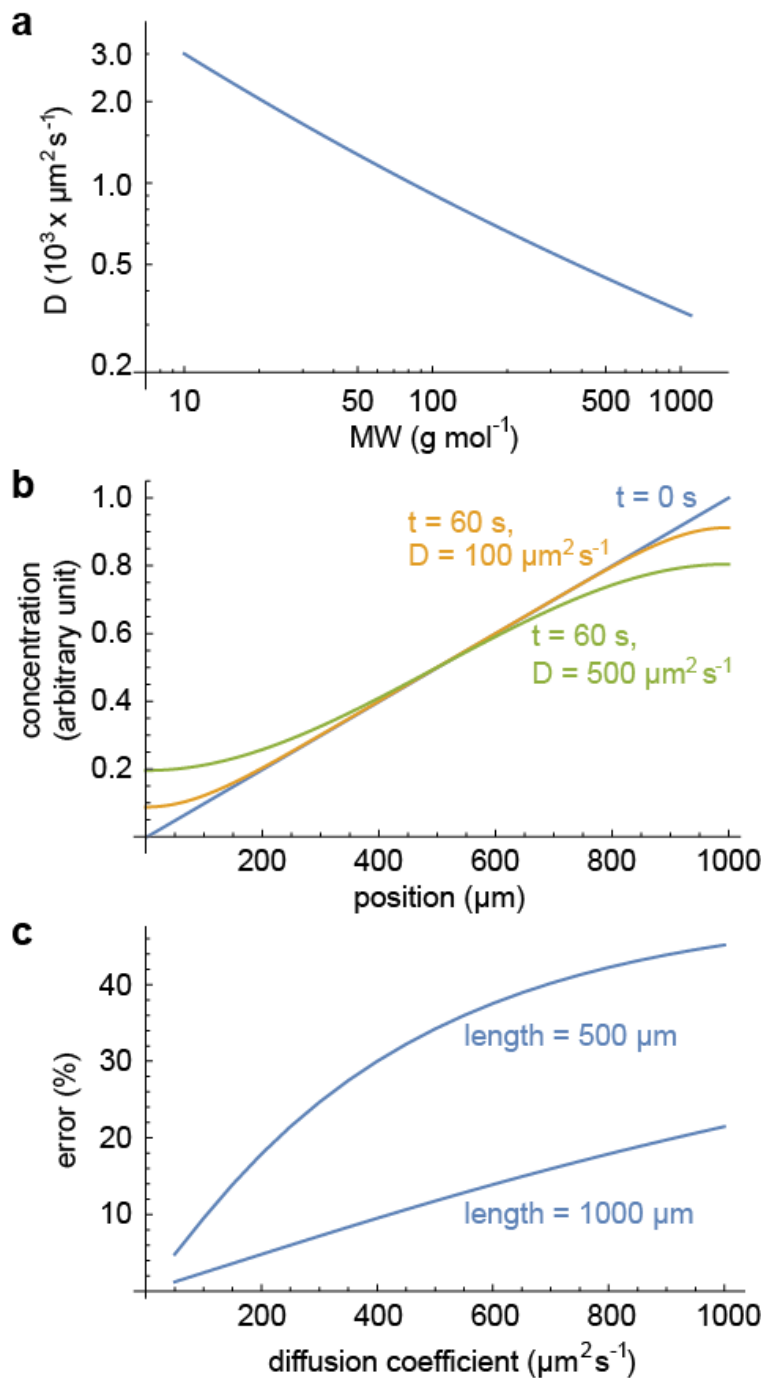 a
3.0
2.0
1.0
0.5
0.2
D (10³ x µm² s⁻¹)
10
50
100
500
1000
MW (g mol⁻¹)
b
1.0
0.8
0.6
0.4
0.2
concentration
(arbitrary unit)
t = 0 s
t = 60 s,
D = 100 µm² s⁻¹
t = 60 s,
D = 500 µm² s⁻¹
200
400
600
800
1000
position (µm)
c
40
30
20
10
error (%)
length = 500 µm
length = 1000 µm
200
400
600
800
1000
diffusion coefficient (µm² s⁻¹)